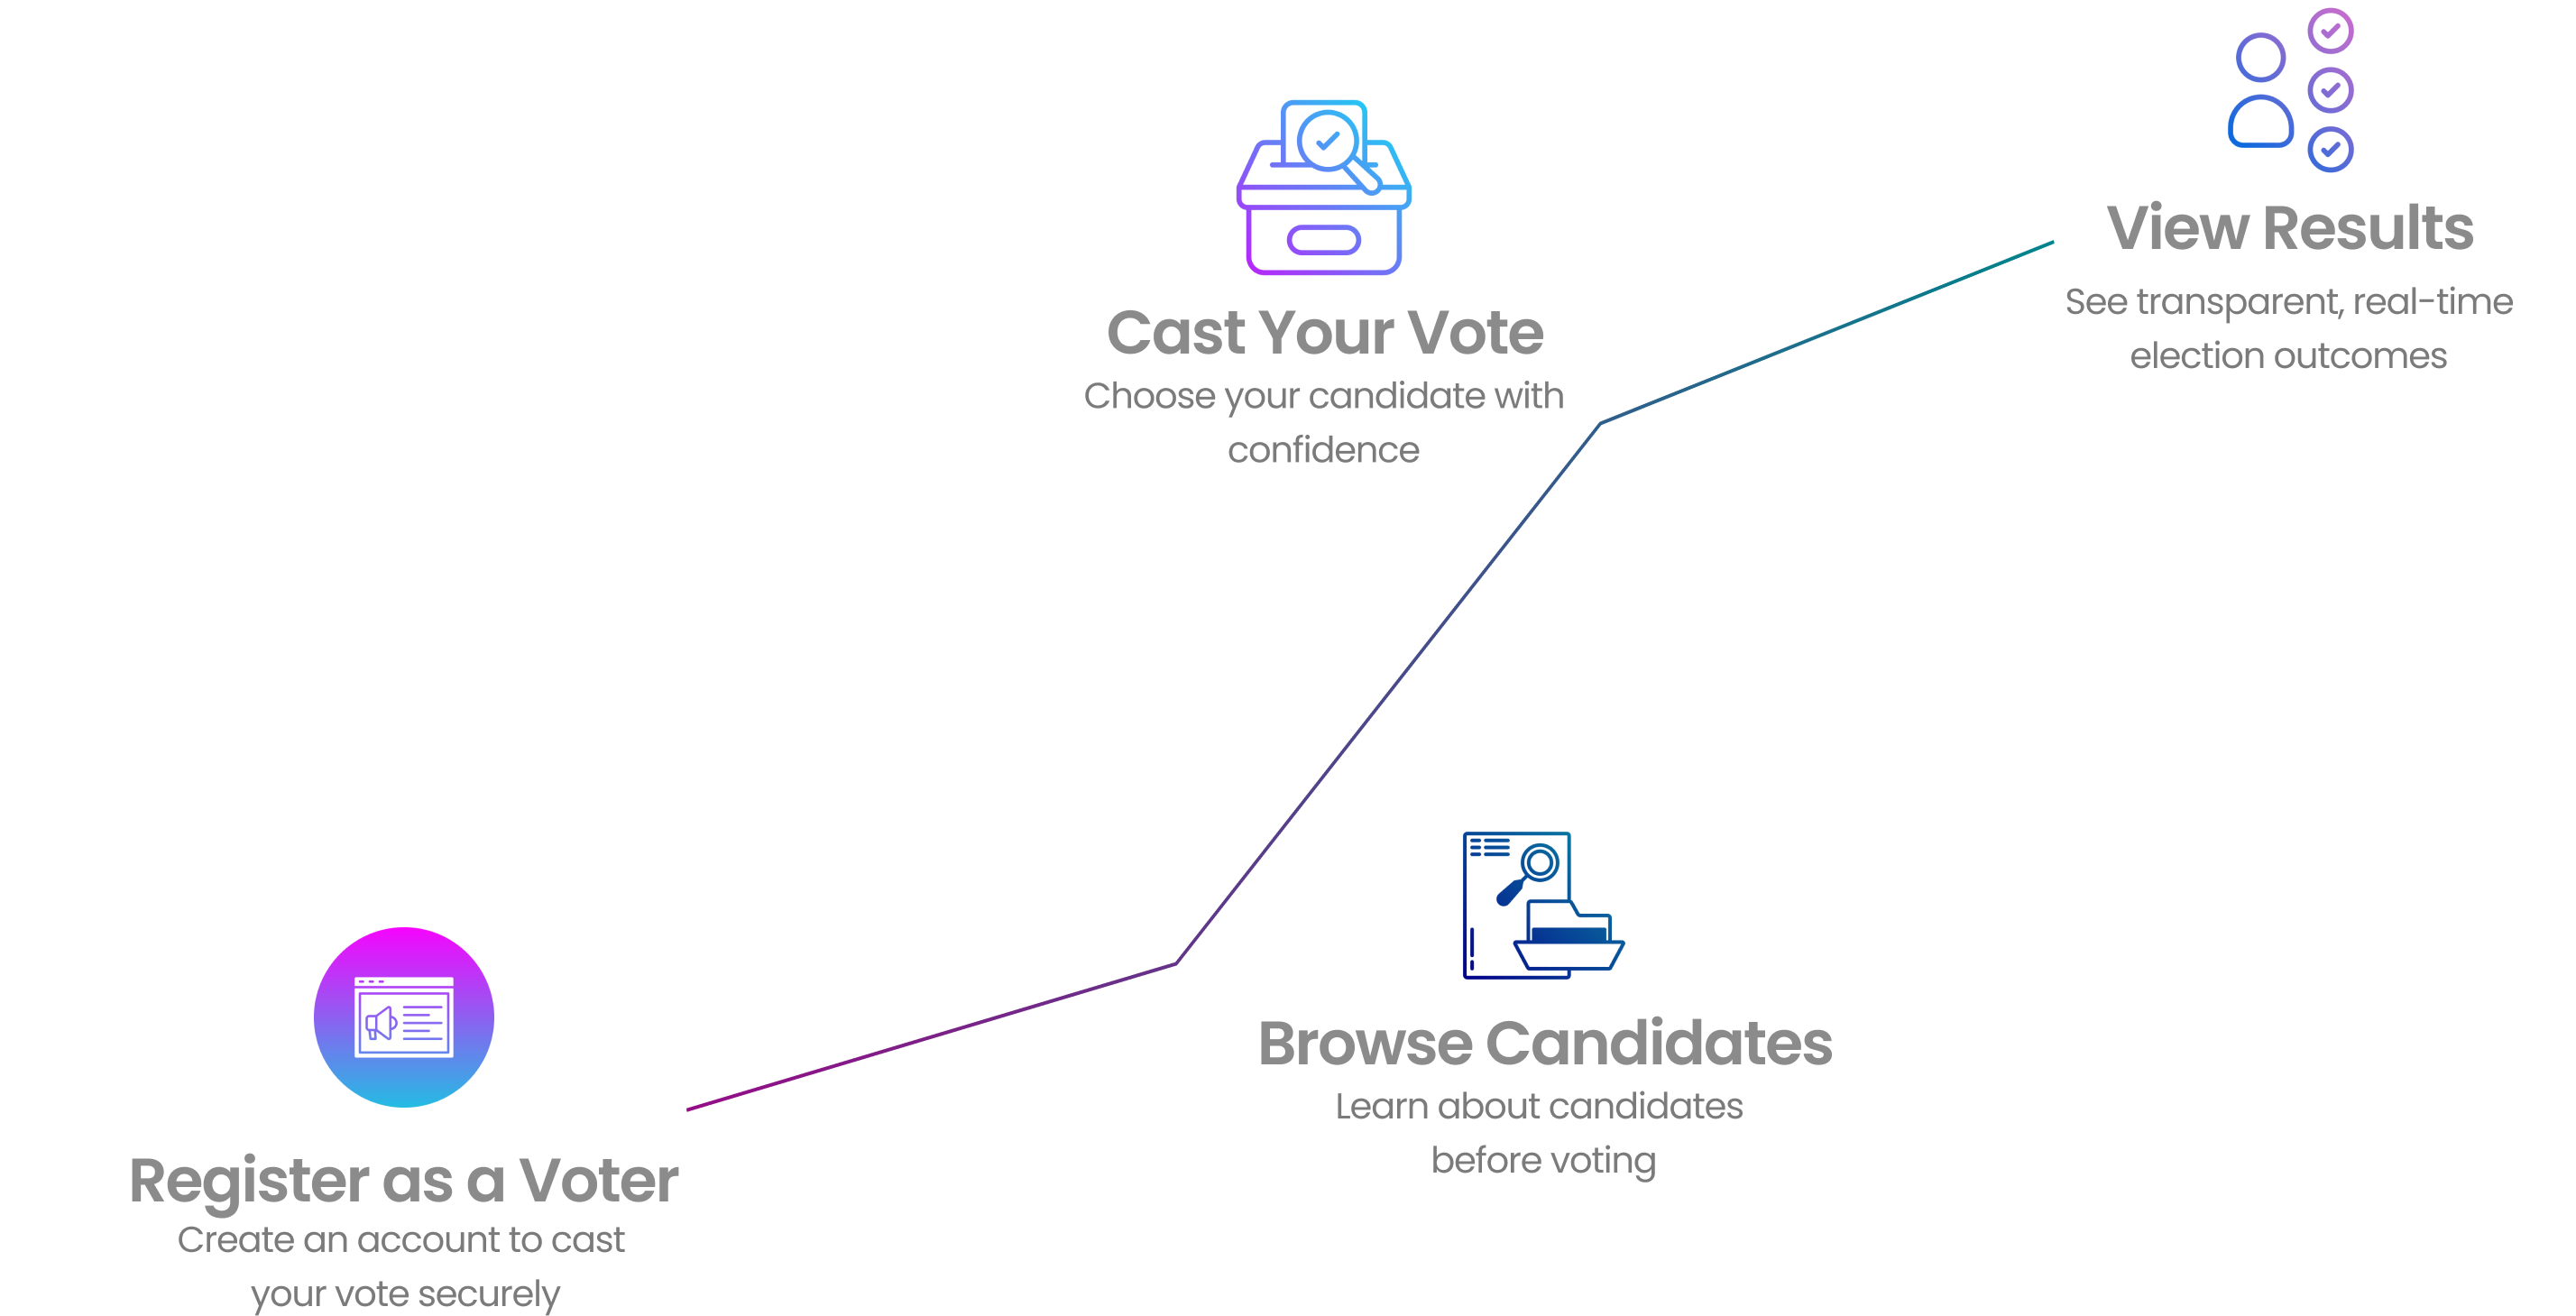 View Results
See transparent, real-time
election outcomes
Cast Your Vote
Choose your candidate with
confidence
Browse Candidates
Learn about candidates
before voting
Register as a Voter
Create an account to cast
your vote securely